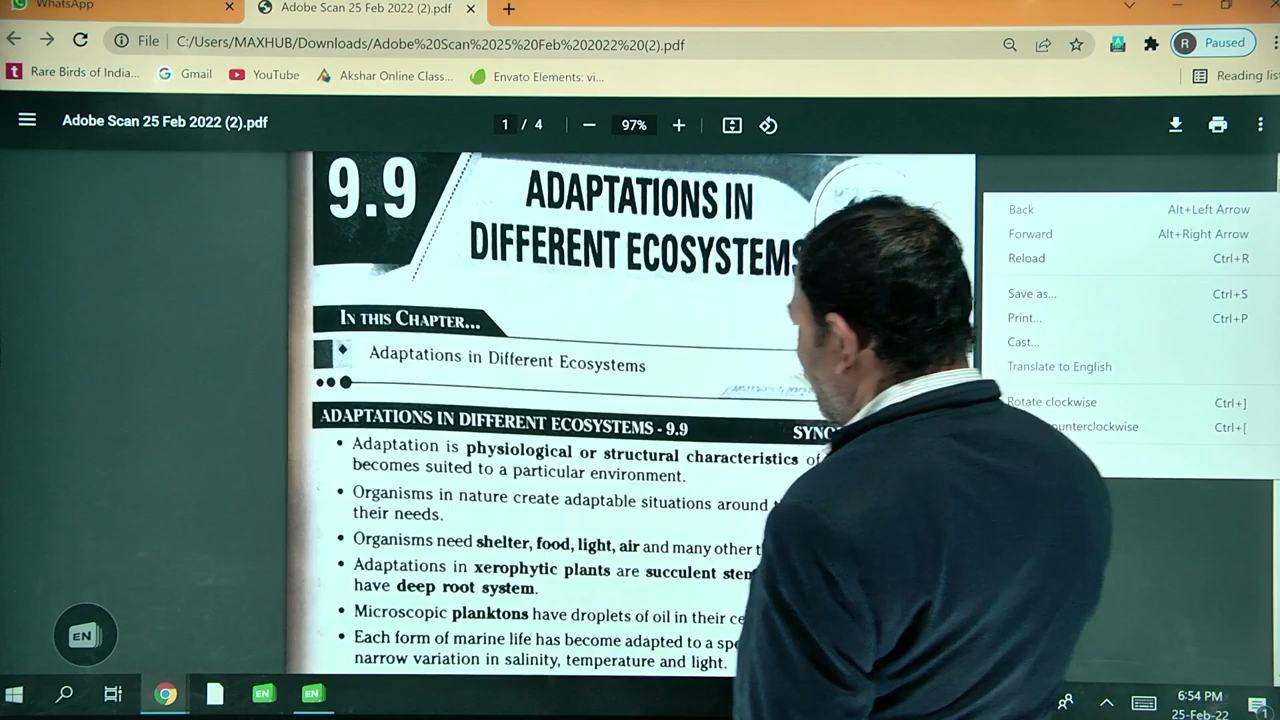 WhatsApp
Adobe Scan 25 Feb 2022 (2).pdf
File C:/Users/MAXHUB/Downloads/Adobe%20Scan%2025%20Feb%202022%20(2).pdf
R Paused
Rare Birds of India... Gmail YouTube Akshar Online Class... Envato Elements: vi... Reading list
Adobe Scan 25 Feb 2022 (2).pdf 1 / 4 97%
9.9
ADAPTATIONS IN
DIFFERENT ECOSYSTEMS
IN THIS CHAPTER...
Adaptations in Different Ecosystems
ADAPTATIONS IN DIFFERENT ECOSYSTEMS - 9.9
• Adaptation is physiological or structural characteristics of
becomes suited to a particular environment.
• Organisms in nature create adaptable situations around
their needs.
• Organisms need shelter, food, light, air and many other
• Adaptations in xerophytic plants are succulent
have deep root system.
• Microscopic planktons have droplets of oil in their
• Each form of marine life has become adapted to a
narrow variation in salinity, temperature and light.
Back Alt+Left Arrow
Forward Alt+Right Arrow
Reload Ctrl+R
Save as... Ctrl+S
Print... Ctrl+P
Cast...
Translate to English
Rotate clockwise Ctrl+]
Ctrl+[
EN
EN EN
6:54 PM
25-Feb-22
1